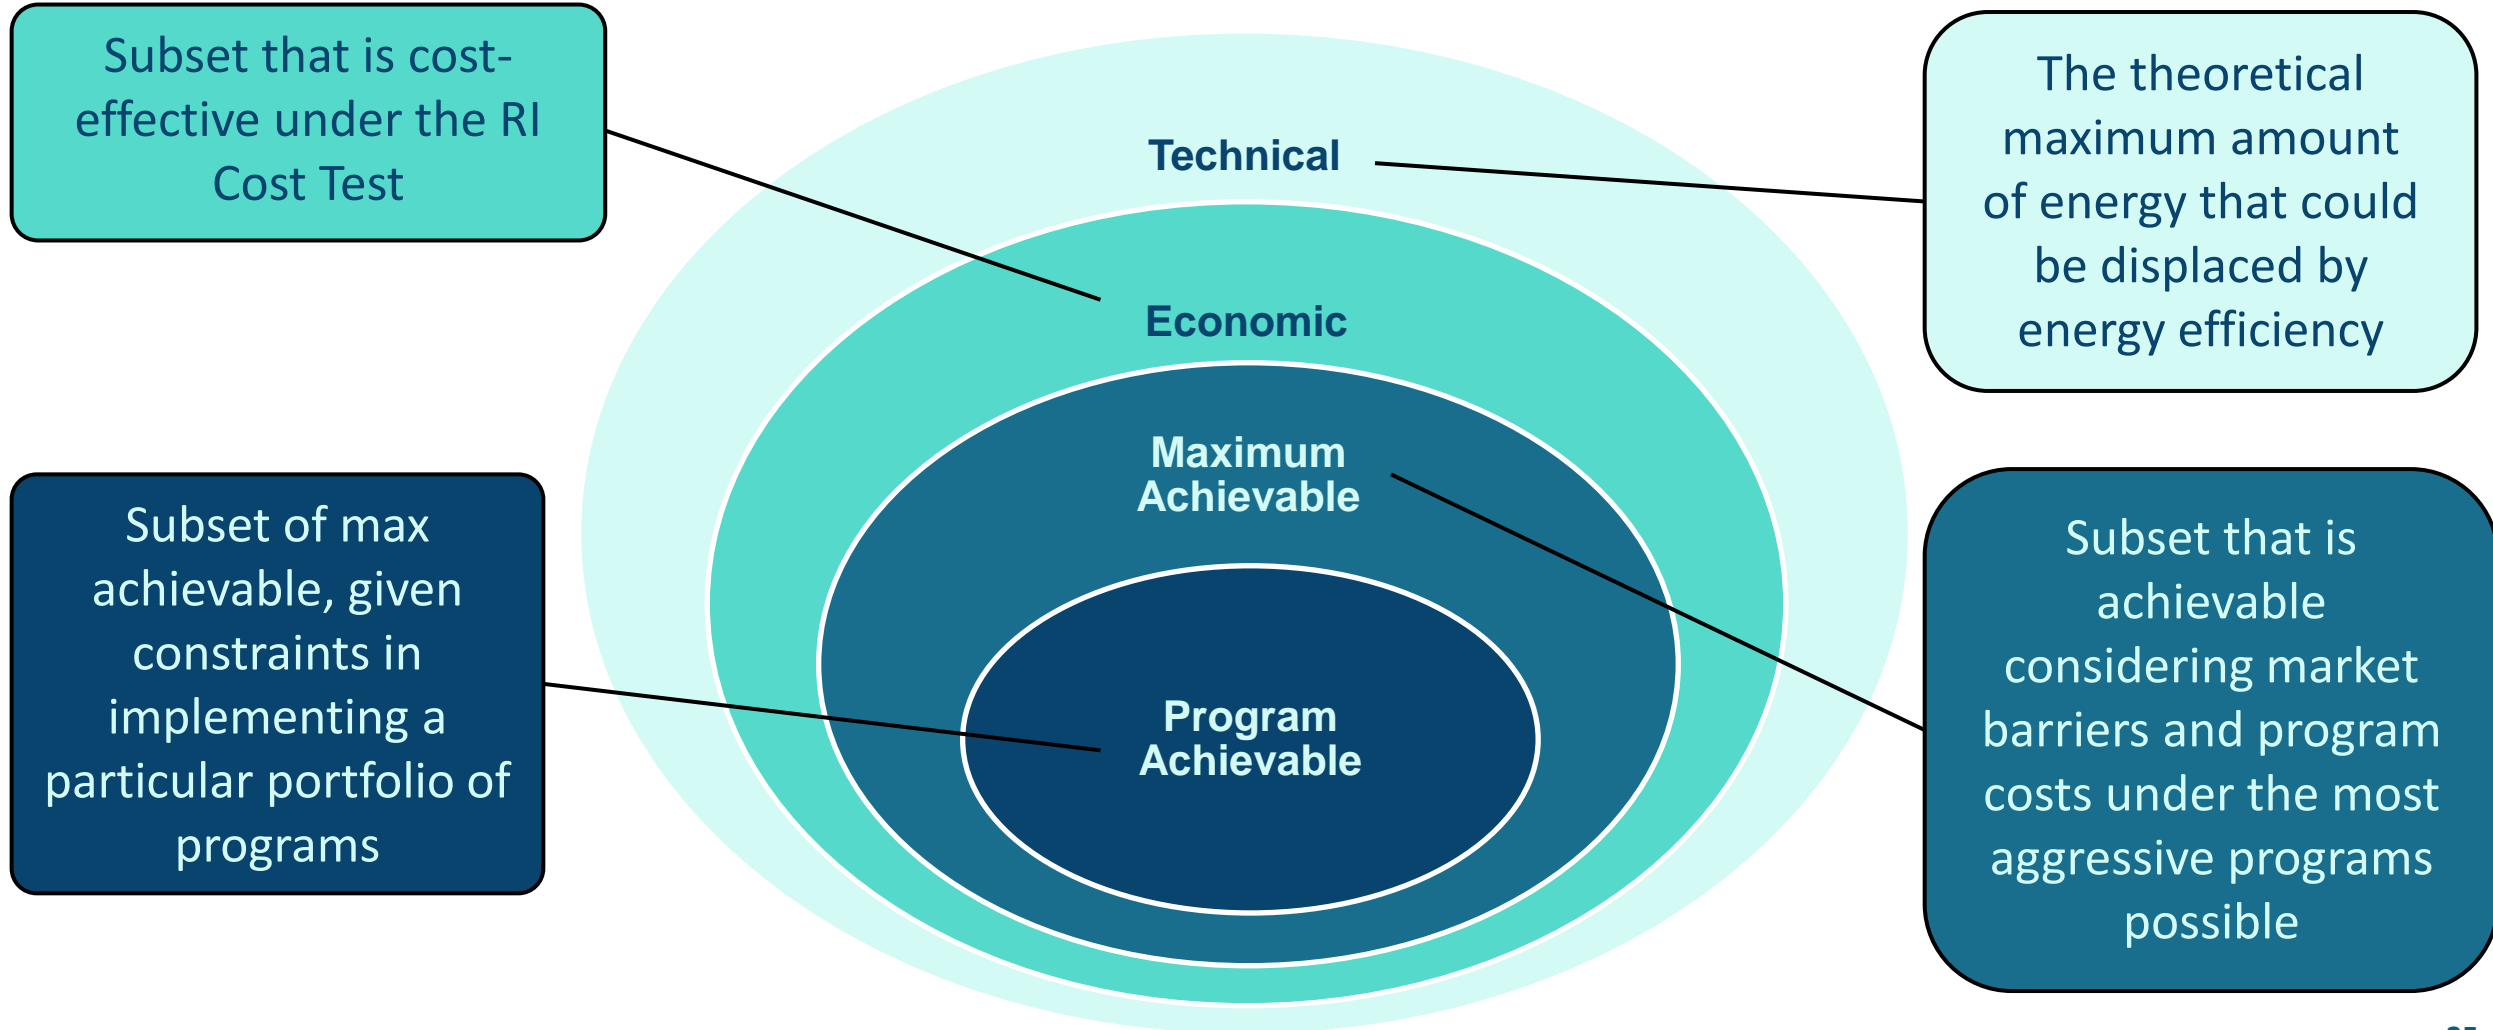 Subset that is cost-
effective under the RI
Cost Test
The theoretical
maximum amount
of energy that could
be displaced by
energy efficiency
Technical
Economic
Maximum
Achievable
Program
Achievable
Subset of max
achievable, given
constraints in
implementing a
particular portfolio of
programs
Subset that is
achievable
considering market
barriers and program
costs under the most
aggressive programs
possible